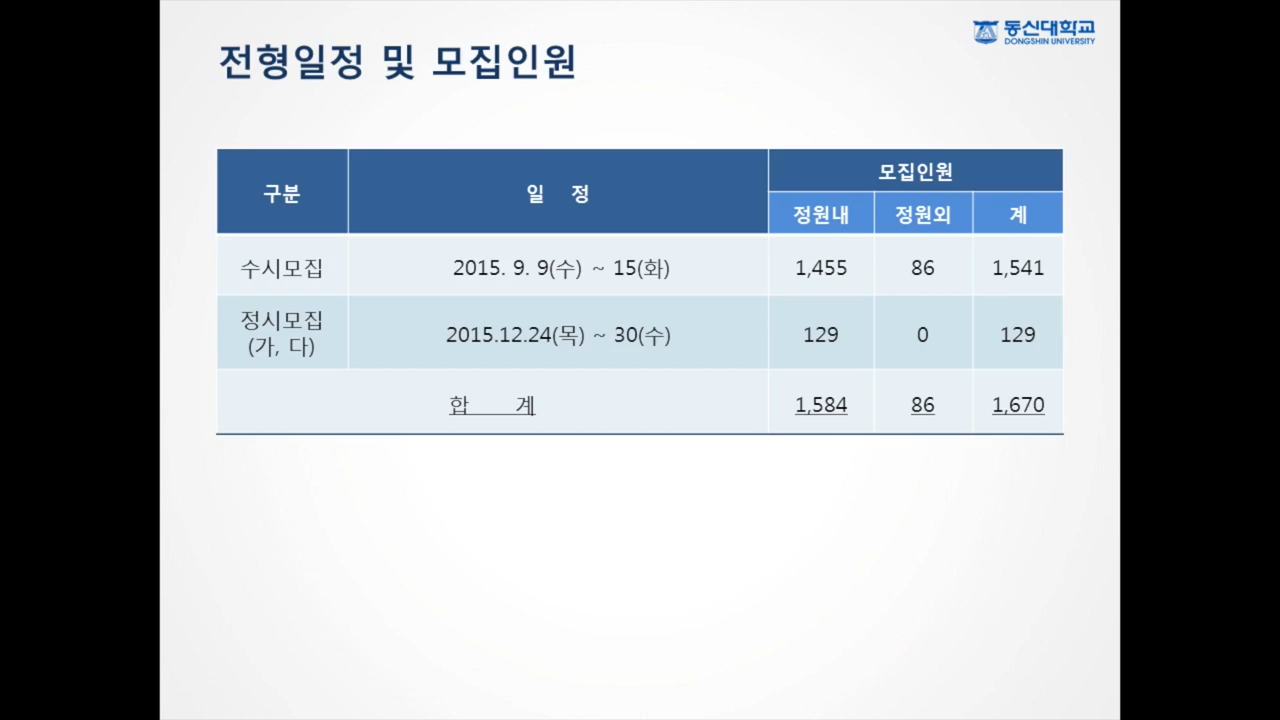 동신대학교
DONGSHIN UNIVERSITY
전형일정 및 모집인원
구분 일 정 모집인원
정원내 정원외 계
수시모집 2015. 9. 9(수) ~ 15(화) 1,455 86 1,541
정시모집
(가, 다) 2015.12.24(목) ~ 30(수) 129 0 129
합 계 1,584 86 1,670